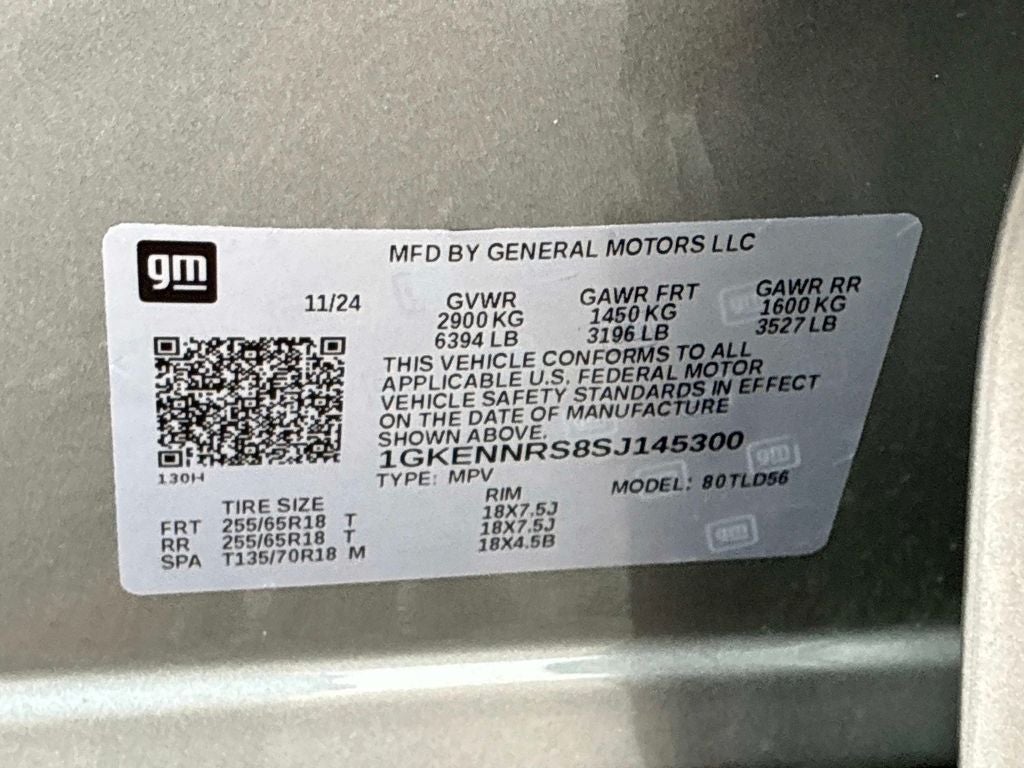 gm
MFD BY GENERAL MOTORS LLC
11/24
GVWR
2900 KG
6394 LB
GAWR FRT
1450 KG
3196 LB
GAWR RR
1600 KG
3527 LB
THIS VEHICLE CONFORMS TO ALL
APPLICABLE U.S. FEDERAL MOTOR
VEHICLE SAFETY STANDARDS IN EFFECT
ON THE DATE OF MANUFACTURE
SHOWN ABOVE.
1GKENNRS8SJ145300
TYPE: MPV
MODEL: 80TLD56
130H
TIRE SIZE RIM
FRT 255/65R18 T 18X7.5J
RR 255/65R18 T 18X7.5J
SPA T135/70R18 M 18X4.5B
gm
gm
gm